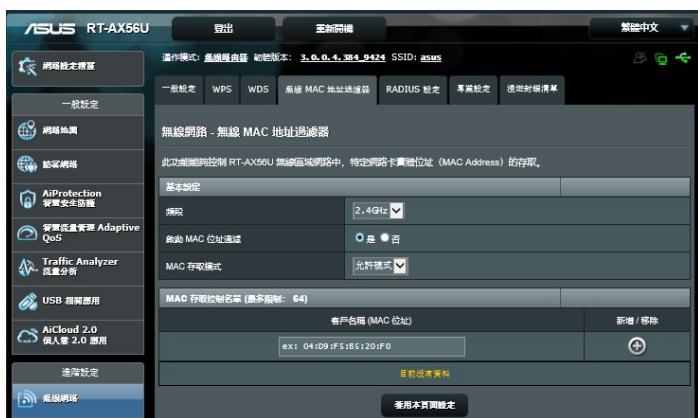 ASUS RT-AX56U
登出
重新開機
繁體中文
操作模式: 無線路由器 韌體版本: 3.0.0.4.384_9424 SSID: asus
網路設定精靈
一般設定
網路地圖
訪客網路
AiProtection
智慧安全防護
智慧流量管理 Adaptive
QoS
Traffic Analyzer
流量分析
USB 相關應用
AiCloud 2.0
個人雲 2.0 應用
進階設定
無線網路
一般設定 WPS WDS 無線 MAC 地址過濾器 RADIUS 設定 專業設定 漫遊封鎖清單
無線網路 - 無線 MAC 地址過濾器
此功能能夠控制 RT-AX56U 無線區域網路中，特定網路卡實體位址（MAC Address）的存取。
基本設定
頻段
2.4GHz
啟動 MAC 位址過濾
是 否
MAC 存取模式
允許模式
MAC 存取控制名單 (最多限制: 64)
客戶名稱 (MAC 位址)
新增 / 移除
ex: 04:D9:F5:B5:20:F0
目前沒有資料
套用本頁面設定